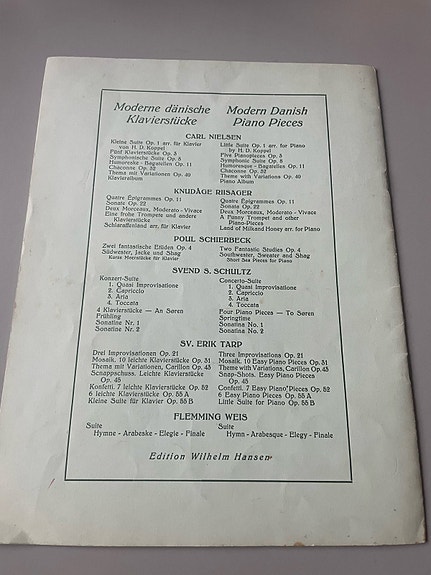 Moderne dänische
Klavierstücke
Modern Danish
Piano Pieces
CARL NIELSEN
Kleine Suite Op. 1 arr. für Klavier
von H. D. Koppel
Fünf Klavierstücke Op. 3
Symphonische Suite Op. 8
Humoreske - Bagatellen Op. 11
Chaconne Op. 32
Thema mit Variationen Op. 40
Klavieralbum
Little Suite Op. 1 arr. for Piano
by H. D. Koppel
Five Pianopieces Op. 3
Symphonic Suite Op. 8
Humoresque - Bagatelles Op. 11
Chaconne Op. 32
Theme with Variations Op. 40
Piano Album
KNUDÅGE RIISAGER
Quatre Épigrammes Op. 11
Sonate Op. 22
Deux Morceaux, Moderato - Vivace
Eine frohe Trompete und andere
Klavierstücke
Schlaraffenland arr. für Klavier
Quatre Épigrammes Op. 11
Sonata Op. 22
Deux Morceaux, Moderato - Vivace
A Funny Trumpet and other
Piano-Pieces
Land of Milk and Honey arr. for Piano
POUL SCHIERBECK
Zwei fantastische Etüden Op. 4
Südwester, Jacke und Shag
Kurze Meerstücke für Klavier
Two Fantastic Studies Op. 4
Southwester, Sweater and Shag
Short Sea Pieces for Piano
SVEND S. SCHULTZ
Konzert-Suite
1. Quasi Improvisatione
2. Capriccio
3. Aria
4. Toccata
4 Klavierstücke — An Søren
Frühling
Sonatine Nr. 1
Sonatine Nr. 2
Concerto-Suite
1. Quasi Improvisatione
2. Capriccio
3. Aria
4. Toccata
Four Piano Pieces — To Søren
Springtime
Sonatina No. 1
Sonatina No. 2
SV. ERIK TARP
Drei Improvisationen Op. 21
Mosaik. 10 leichte Klavierstücke Op. 31
Thema mit Variationen, Carillon Op. 43
Schnappschuss. Leichte Klavierstücke
Op. 45
Konfetti. 7 leichte Klavierstücke Op. 52
6 leichte Klavierstücke Op. 55 A
Kleine Suite für Klavier Op. 55 B
Three Improvisations Op. 21
Mosaik. 10 Easy Piano Pieces Op. 31
Theme with Variations, Carillon Op. 43
Snap-Shots. Easy Piano Pieces
Op. 45
Confetti. 7 Easy Piano Pieces Op. 52
6 Easy Piano Pieces Op. 55 A
Little Suite for Piano Op. 55 B
FLEMMING WEIS
Suite
Hymne - Arabeske - Elegie - Finale
Suite
Hymn - Arabesque - Elegy - Finale
Edition Wilhelm Hansen